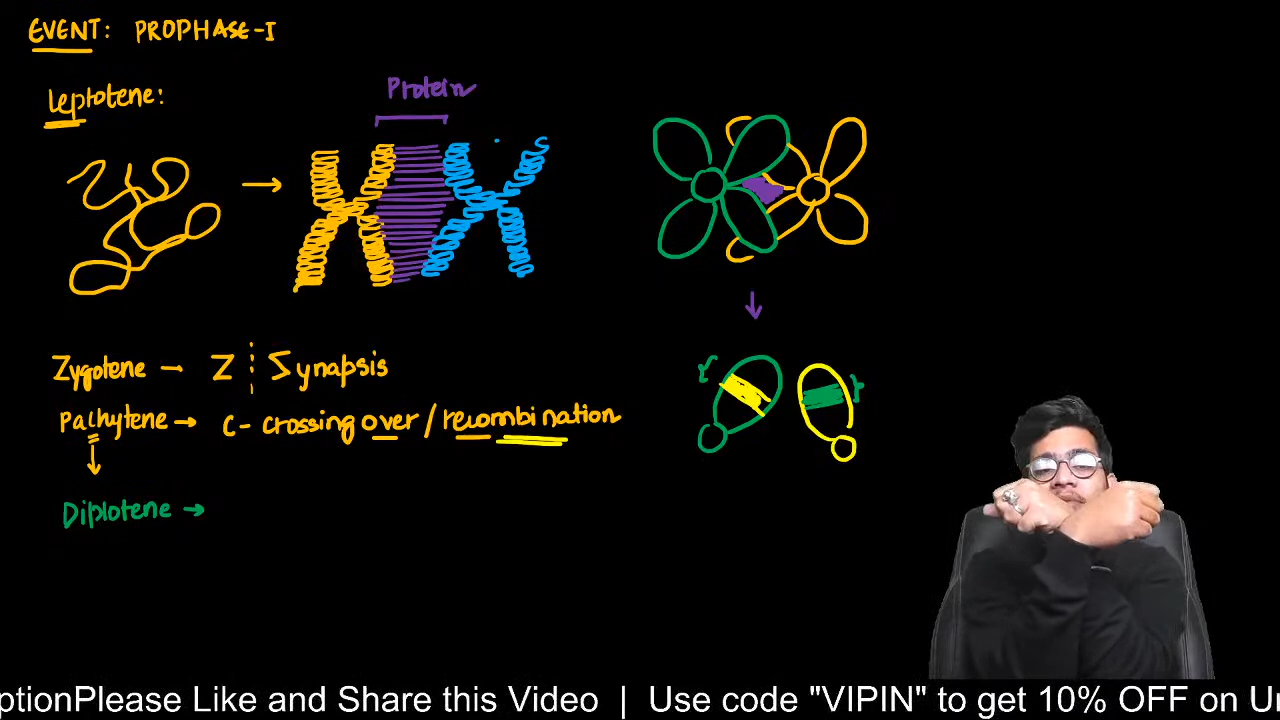 EVENT: PROPHASE-I
Leptotene:
Protein
Zygotene — Z Synapsis
Pachytene → C- crossing over / recombination
Diplotene →
ptionPlease Like and Share this Video | Use code "VIPIN" to get 10% OFF on Un